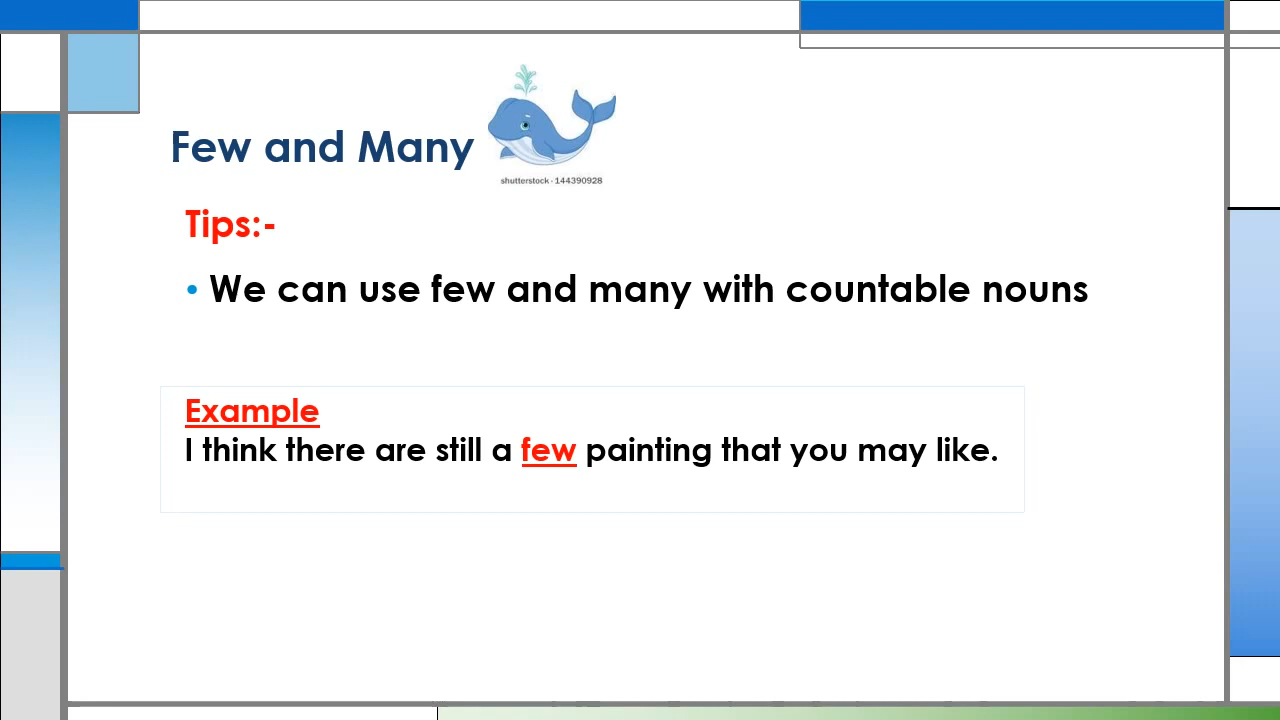 Few and Many
shutterstock · 144390928
Tips:-
• We can use few and many with countable nouns
Example
I think there are still a few painting that you may like.